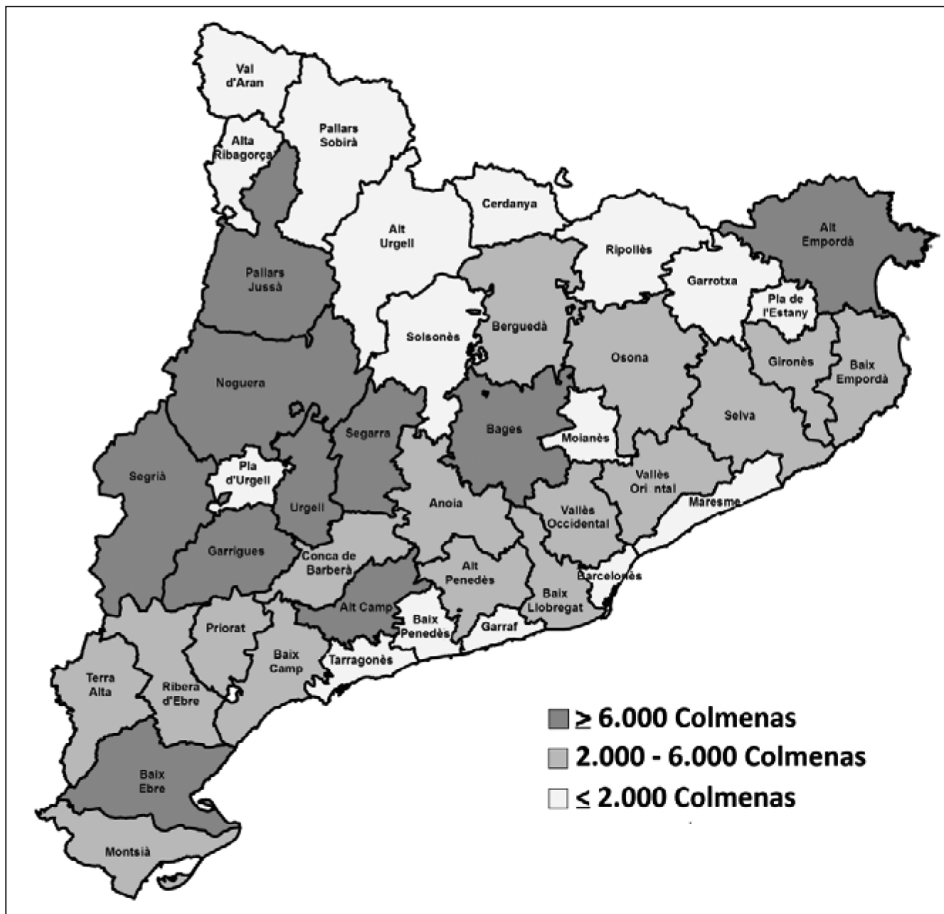 Val
d'Aran
Pallars
Sobirà
Alta
Ribagorça
Cerdanya
Alt
Urgell
Ripollès
Alt
Empordà
Garrotxa
Pla de
l'Estany
Pallars
Jussà
Solsonès
Berguedà
Osona
Gironès
Baix
Empordà
Noguera
Selva
Segarra
Bages
Moianès
Segrià
Pla
d'Urgell
Urgell
Anoia
Vallès
Occidental
Vallès
Ori ntal
Maresme
Garrigues
Conca de
Barberà
Alt
Penedès
Barcelonès
Baix
Llobregat
Alt Camp
Baix
Penedès
Garraf
Priorat
Baix
Camp
Tarragonès
Terra
Alta
Ribera
d'Ebre
Baix
Ebre
Montsià
≥ 6.000 Colmenas
2.000 - 6.000 Colmenas
≤ 2.000 Colmenas